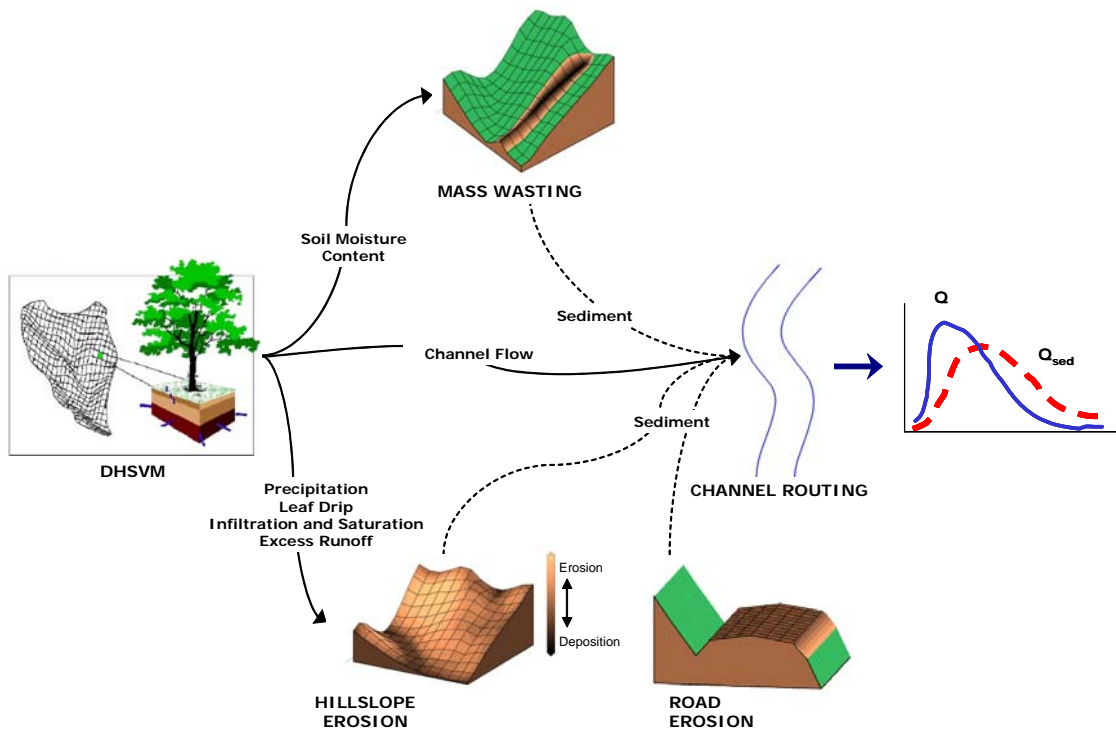 MASS WASTING
Soil Moisture
Content
Sediment
Channel Flow
Q
Q_sed
Sediment
DHSVM
CHANNEL ROUTING
Precipitation
Leaf Drip
Infiltration and Saturation
Excess Runoff
Erosion
Deposition
HILLSLOPE
EROSION
ROAD
EROSION